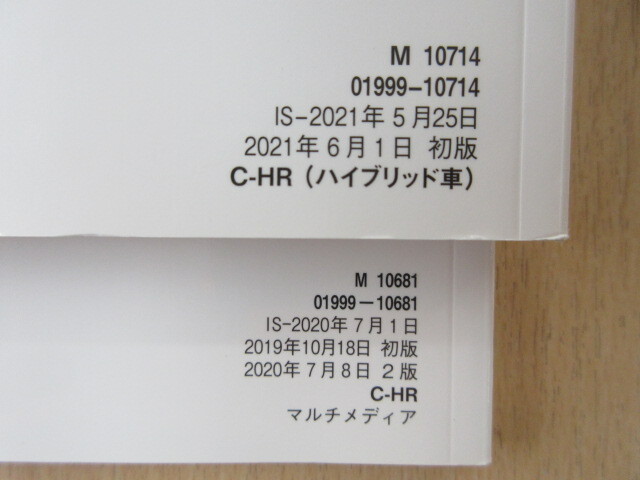 M 10714
01999-10714
IS-2021年 5月25日
2021年 6月1日 初版
C-HR（ハイブリッド車）
M 10681
01999-10681
IS-2020年 7月1日
2019年10月18日 初版
2020年 7月8日 2版
C-HR
マルチメディア